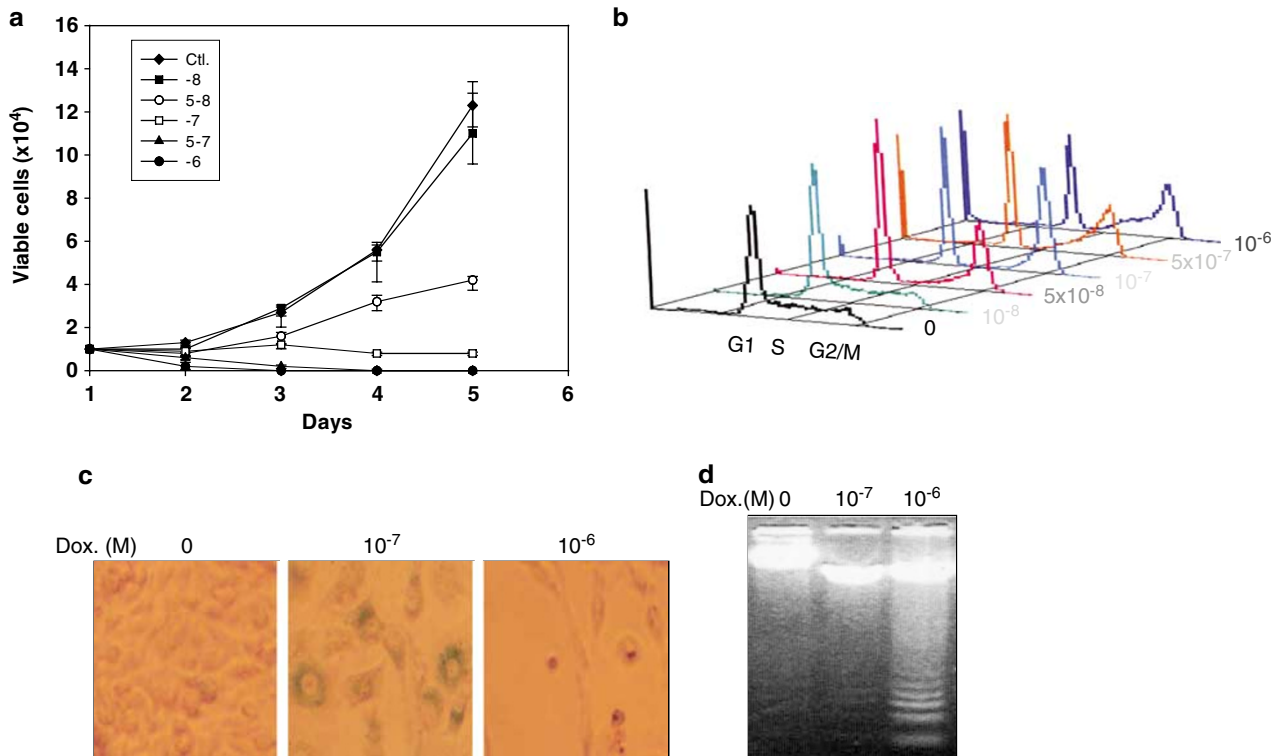 a
16
14
12
10
8
6
4
2
0
Viable cells (x10⁴)
Ctl.
-8
5-8
-7
5-7
-6
1 2 3 4 5 6
Days
b
G1 S G2/M
0
10⁻⁸
5x10⁻⁸
10⁻⁷
5x10⁻⁷
10⁻⁶
c
Dox. (M) 0 10⁻⁷ 10⁻⁶
d
Dox.(M) 0 10⁻⁷ 10⁻⁶